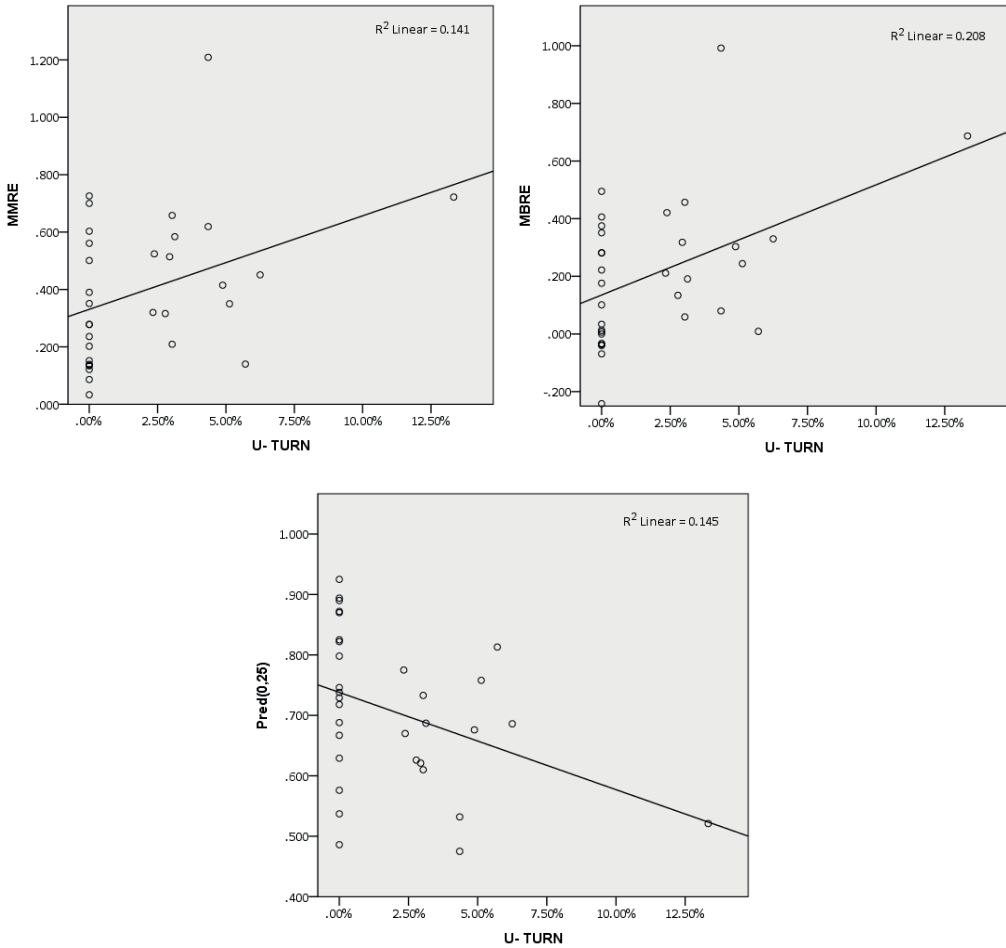 R2 Linear = 0.141
1.200
1.000
.800
.600
.400
.200
.000
MMRE
.00% 2.50% 5.00% 7.50% 10.00% 12.50%
U- TURN
R2 Linear = 0.208
1.000
.800
.600
.400
.200
.000
-.200
MBRE
.00% 2.50% 5.00% 7.50% 10.00% 12.50%
U- TURN
R2 Linear = 0.145
1.000
.900
.800
.700
.600
.500
.400
Pred(0,25)
.00% 2.50% 5.00% 7.50% 10.00% 12.50%
U- TURN